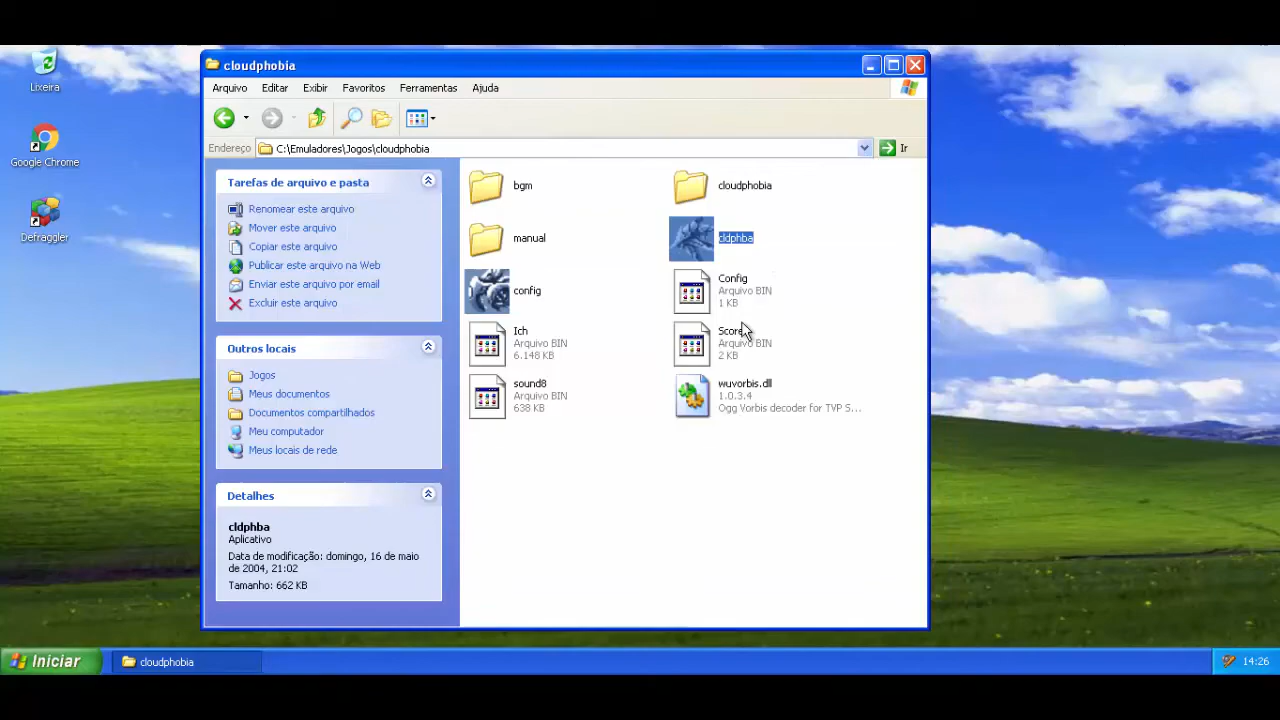 Lixeira
Google Chrome
Defraggler
cloudphobia
Arquivo Editar Exibir Favoritos Ferramentas Ajuda
Endereço C:\Emuladores\Jogos\cloudphobia Ir
Tarefas de arquivo e pasta
Renomear este arquivo
Mover este arquivo
Copiar este arquivo
Publicar este arquivo na Web
Enviar este arquivo por email
Excluir este arquivo
Outros locais
Jogos
Meus documentos
Documentos compartilhados
Meu computador
Meus locais de rede
Detalhes
cldphba
Aplicativo
Data de modificação: domingo, 16 de maio
de 2004, 21:02
Tamanho: 662 KB
bgm
cloudphobia
manual
cldphba
config
Config
Arquivo BIN
1 KB
Ich
Arquivo BIN
6.148 KB
Score
Arquivo BIN
2 KB
sound8
Arquivo BIN
638 KB
wuvorbis.dll
1.0.3.4
Ogg Vorbis decoder for TVP S...
Iniciar
cloudphobia
14:26